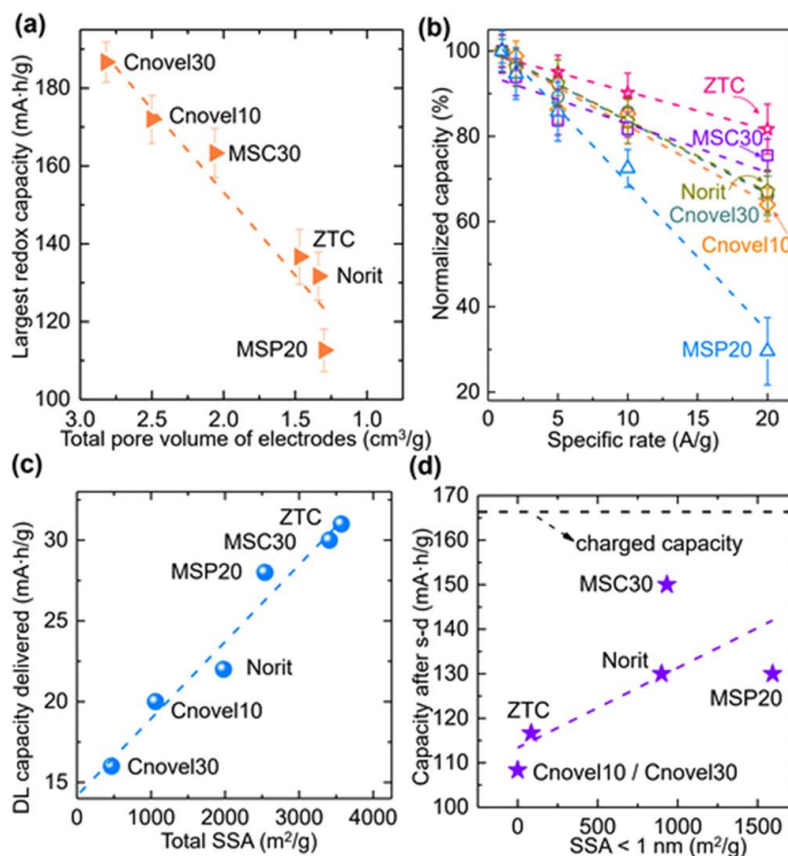 (a)
Largest redox capacity (mA·h/g)
180
160
140
120
100
Cnovel30
Cnovel10
MSC30
ZTC
Norit
MSP20
3.0 2.5 2.0 1.5 1.0
Total pore volume of electrodes (cm³/g)
(b)
Normalized capacity (%)
100
80
60
40
20
ZTC
MSC30
Norit
Cnovel30
Cnovel10
MSP20
5 10 15 20
Specific rate (A/g)
(c)
DL capacity delivered (mA·h/g)
30
25
20
15
ZTC
MSC30
MSP20
Norit
Cnovel10
Cnovel30
0 1000 2000 3000 4000
Total SSA (m²/g)
(d)
Capacity after s-d (mA·h/g)
170
160
150
140
130
120
110
100
charged capacity
MSC30
Norit
MSP20
ZTC
Cnovel10 / Cnovel30
0 500 1000 1500
SSA < 1 nm (m²/g)